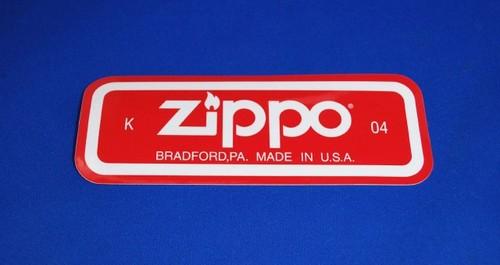 K zippo® 04
BRADFORD,PA. MADE IN U.S.A.